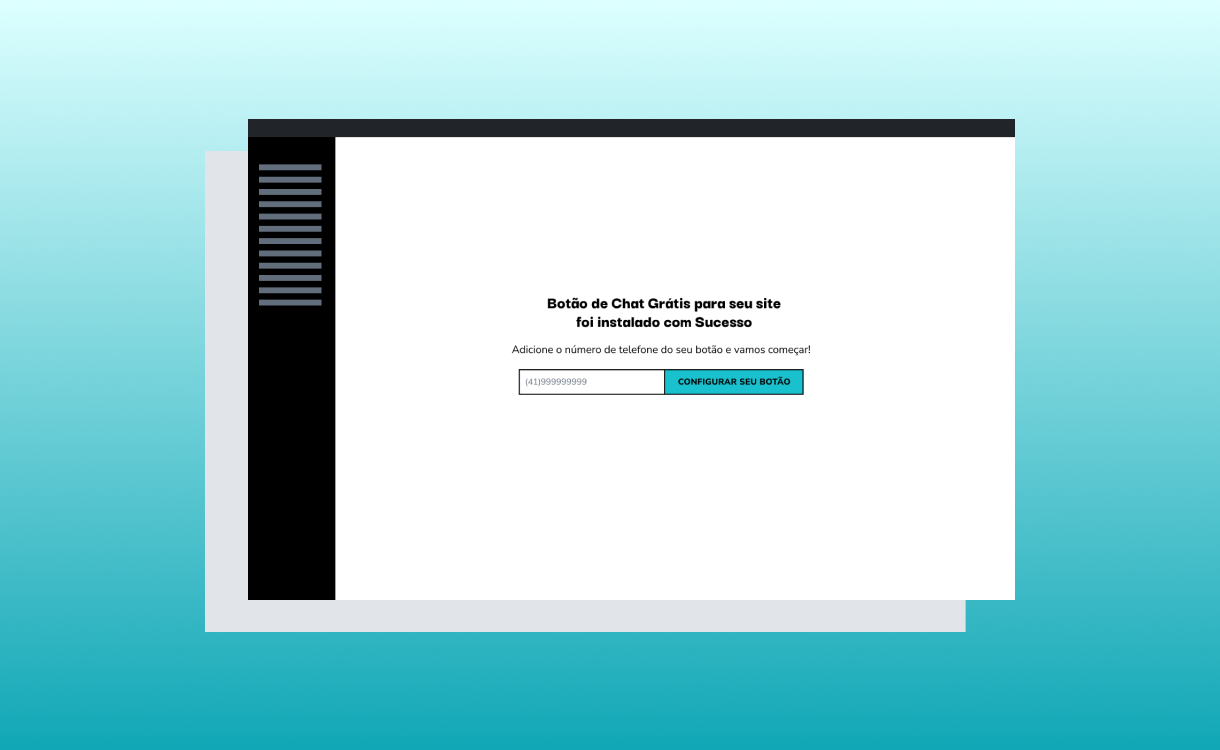 Botão de Chat Grátis para seu site
foi instalado com Sucesso
Adicione o número de telefone do seu botão e vamos começar!
(41)999999999
CONFIGURAR SEU BOTÃO